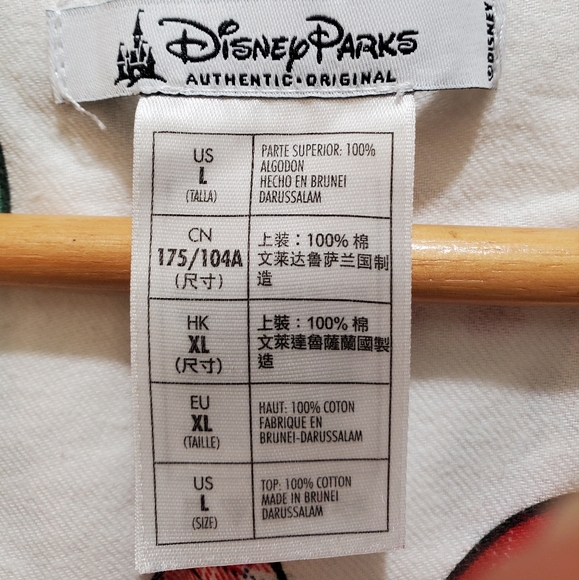 Disney Parks
AUTHENTIC·ORIGINAL
©DISNEY
US
L
(TALLA)
PARTE SUPERIOR: 100%
ALGODON
HECHO EN BRUNEI
DARUSSALAM
CN
175/104A
(尺寸)
上装：100% 棉
文莱达鲁萨兰国制
造
HK
XL
(尺寸)
上裝：100% 棉
文萊達魯薩蘭國製
造
EU
XL
(TAILLE)
HAUT: 100% COTON
FABRIQUE EN
BRUNEI-DARUSSALAM
US
L
(SIZE)
TOP: 100% COTTON
MADE IN BRUNEI
DARUSSALAM